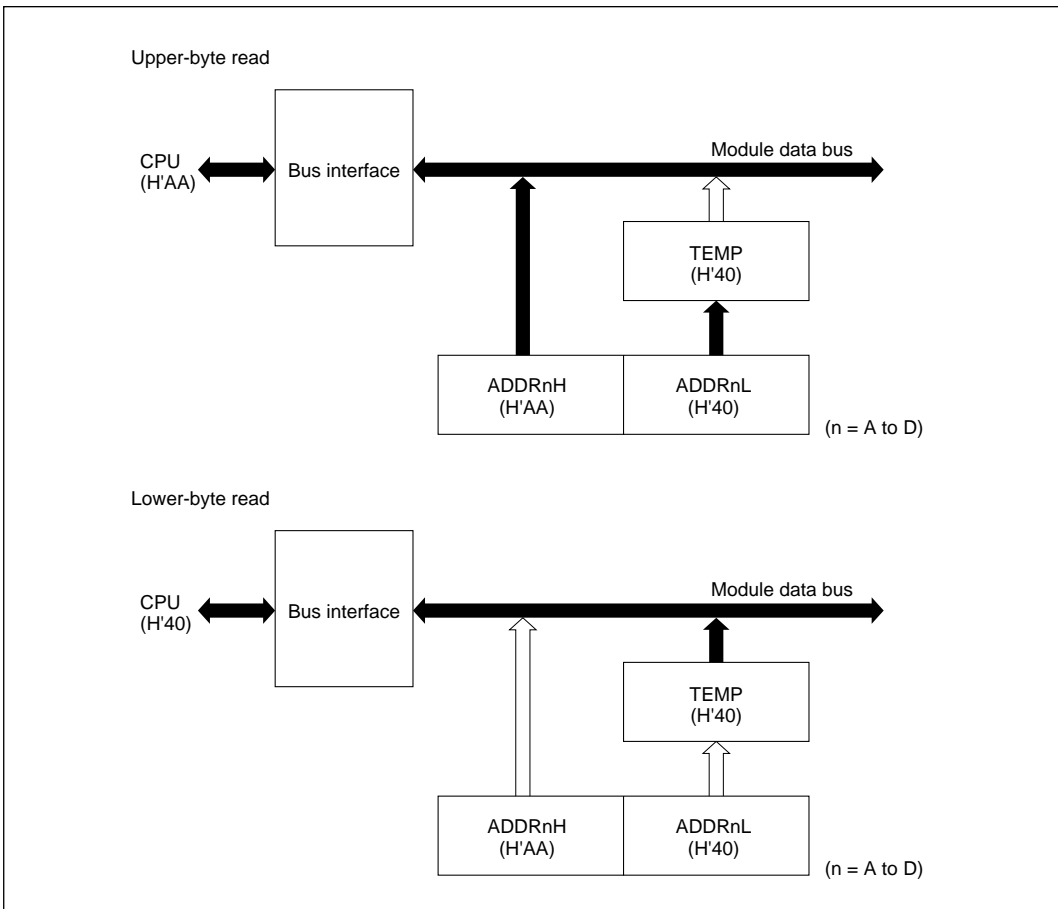 Upper-byte read
CPU
(H'AA)
Bus interface
Module data bus
TEMP
(H'40)
ADDRnH
(H'AA)
ADDRnL
(H'40)
(n = A to D)
Lower-byte read
CPU
(H'40)
Bus interface
Module data bus
TEMP
(H'40)
ADDRnH
(H'AA)
ADDRnL
(H'40)
(n = A to D)